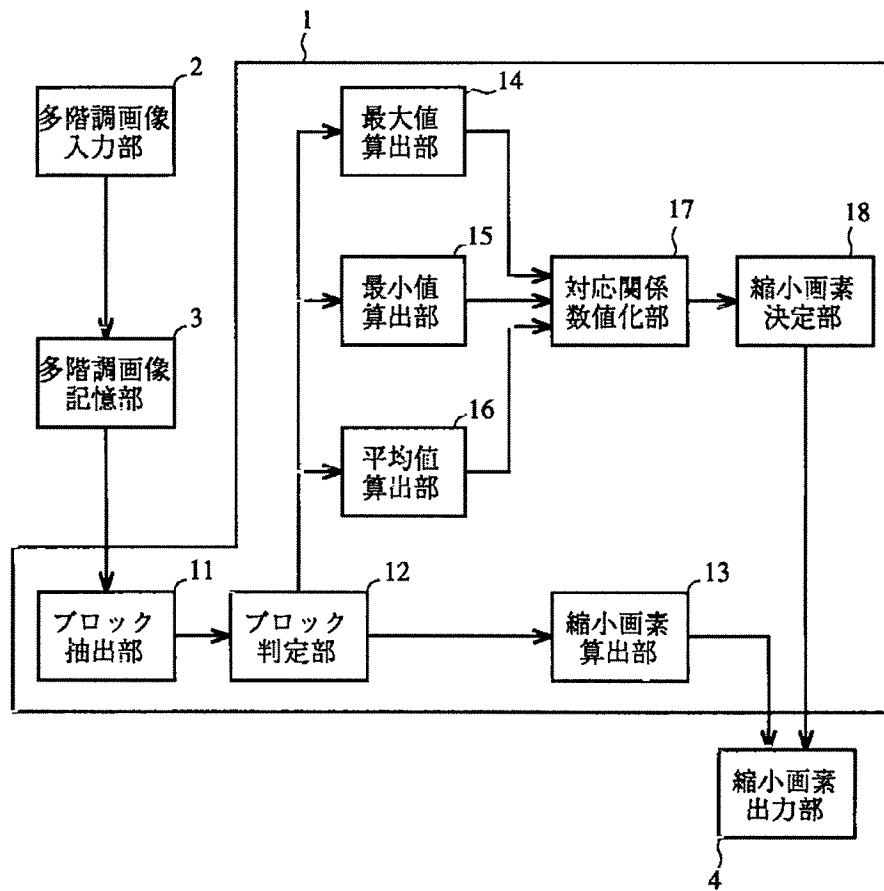 1
2
多階調画像
入力部
14
最大値
算出部
15
最小値
算出部
17
対応関係
数値化部
18
縮小画素
決定部
3
多階調画像
記憶部
16
平均値
算出部
11
ブロック
抽出部
12
ブロック
判定部
13
縮小画素
算出部
縮小画素
出力部
4